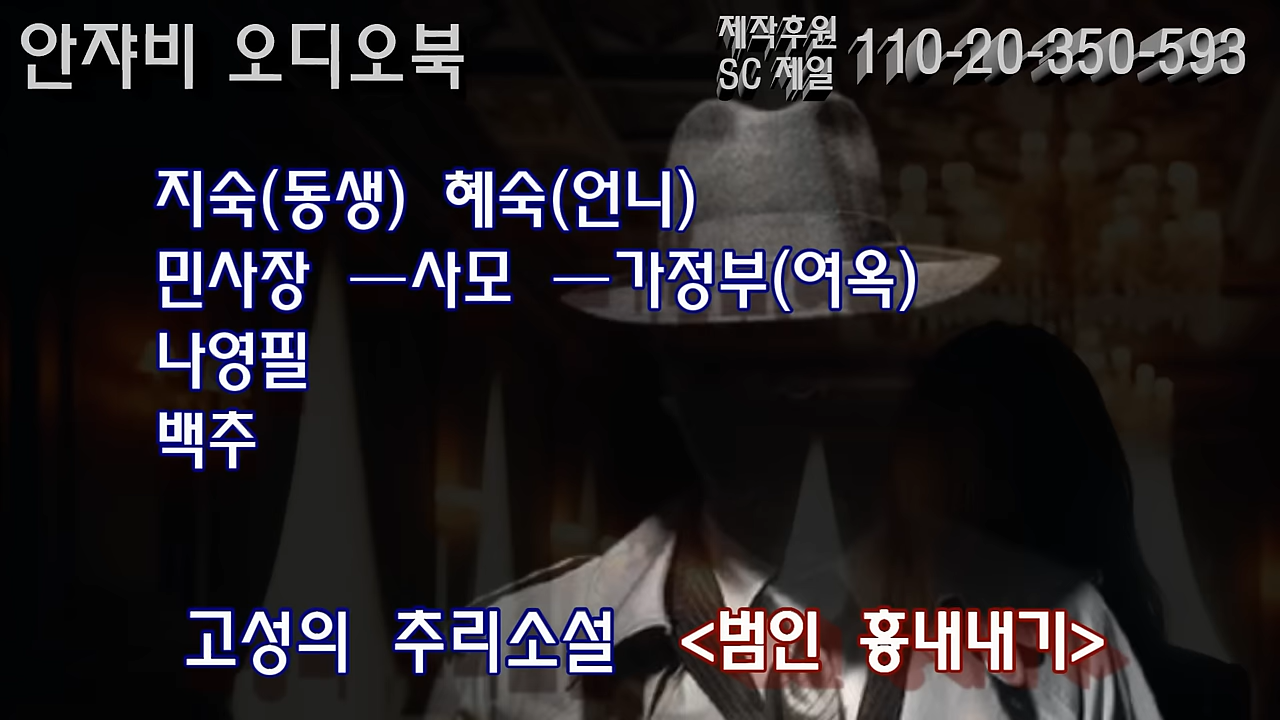 안쟈비 오디오북
제작후원
SC 제일
110-20-350-593
지숙(동생) 혜숙(언니)
민사장 —사모 —가정부(여옥)
나영필
백추
고성의 추리소설 <범인 흉내내기>